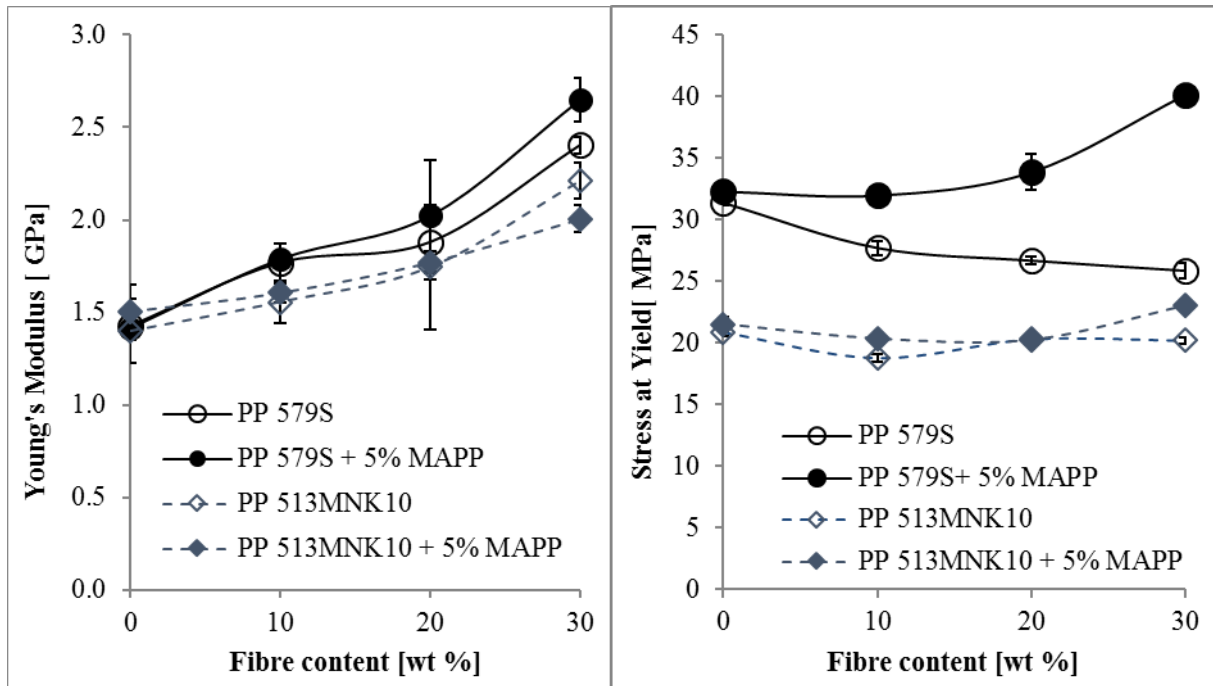 Young's Modulus [ GPa]
3.0
2.5
2.0
1.5
1.0
0.5
0.0
PP 579S
PP 579S + 5% MAPP
PP 513MNK10
PP 513MNK10 + 5% MAPP
0 10 20 30
Fibre content [wt %]
Stress at Yield[ MPa]
45
40
35
30
25
20
15
10
5
0
PP 579S
PP 579S+ 5% MAPP
PP 513MNK10
PP 513MNK10 + 5% MAPP
0 10 20 30
Fibre content [wt %]